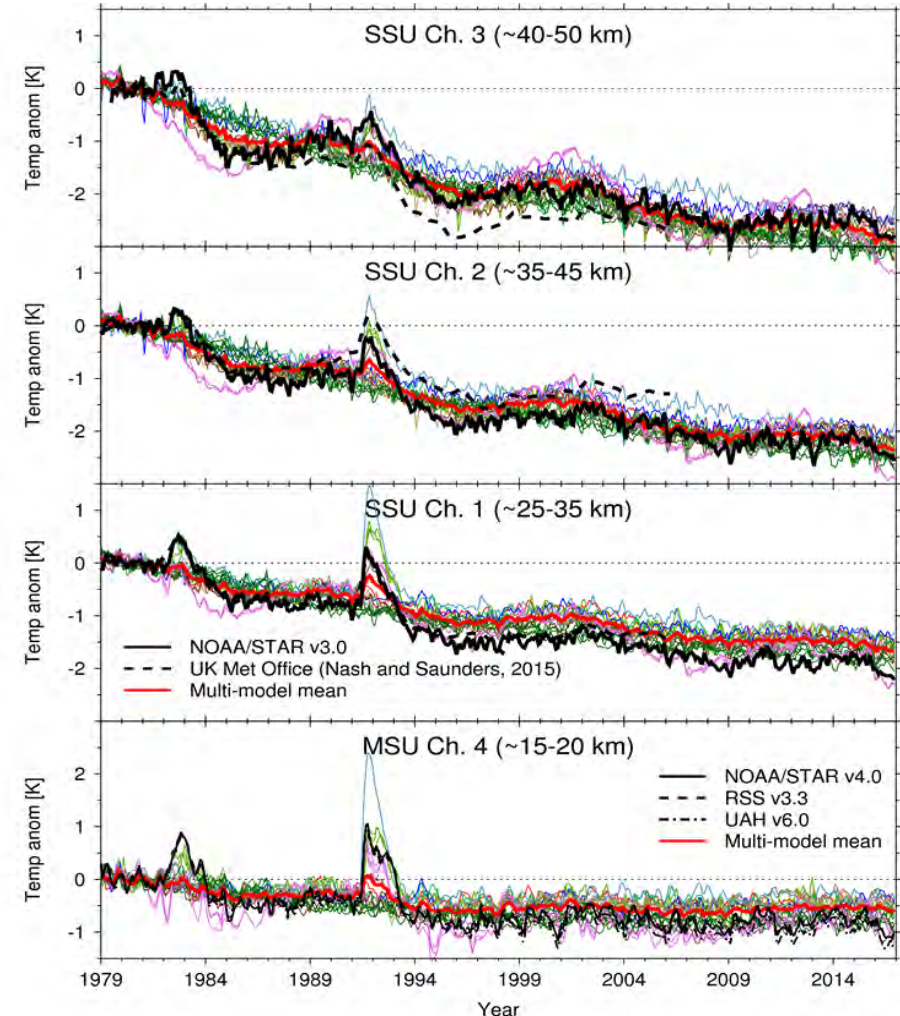 SSU Ch. 3 (~40-50 km)
1
0
-1
-2
Temp anom [K]
SSU Ch. 2 (~35-45 km)
1
0
-1
-2
Temp anom [K]
SSU Ch. 1 (~25-35 km)
1
0
-1
-2
Temp anom [K]
NOAA/STAR v3.0
UK Met Office (Nash and Saunders, 2015)
Multi-model mean
MSU Ch. 4 (~15-20 km)
2
1
0
-1
Temp anom [K]
NOAA/STAR v4.0
RSS v3.3
UAH v6.0
Multi-model mean
1979 1984 1989 1994 1999 2004 2009 2014
Year